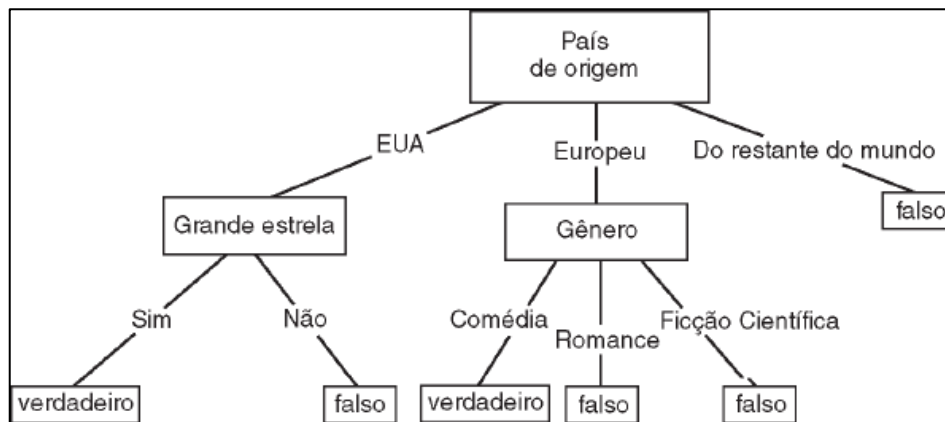 País
de origem
EUA
Europeu
Do restante do mundo
Grande estrela
Gênero
falso
Sim
Não
Comédia
Romance
Ficção Científica
verdadeiro
falso
verdadeiro
falso
falso